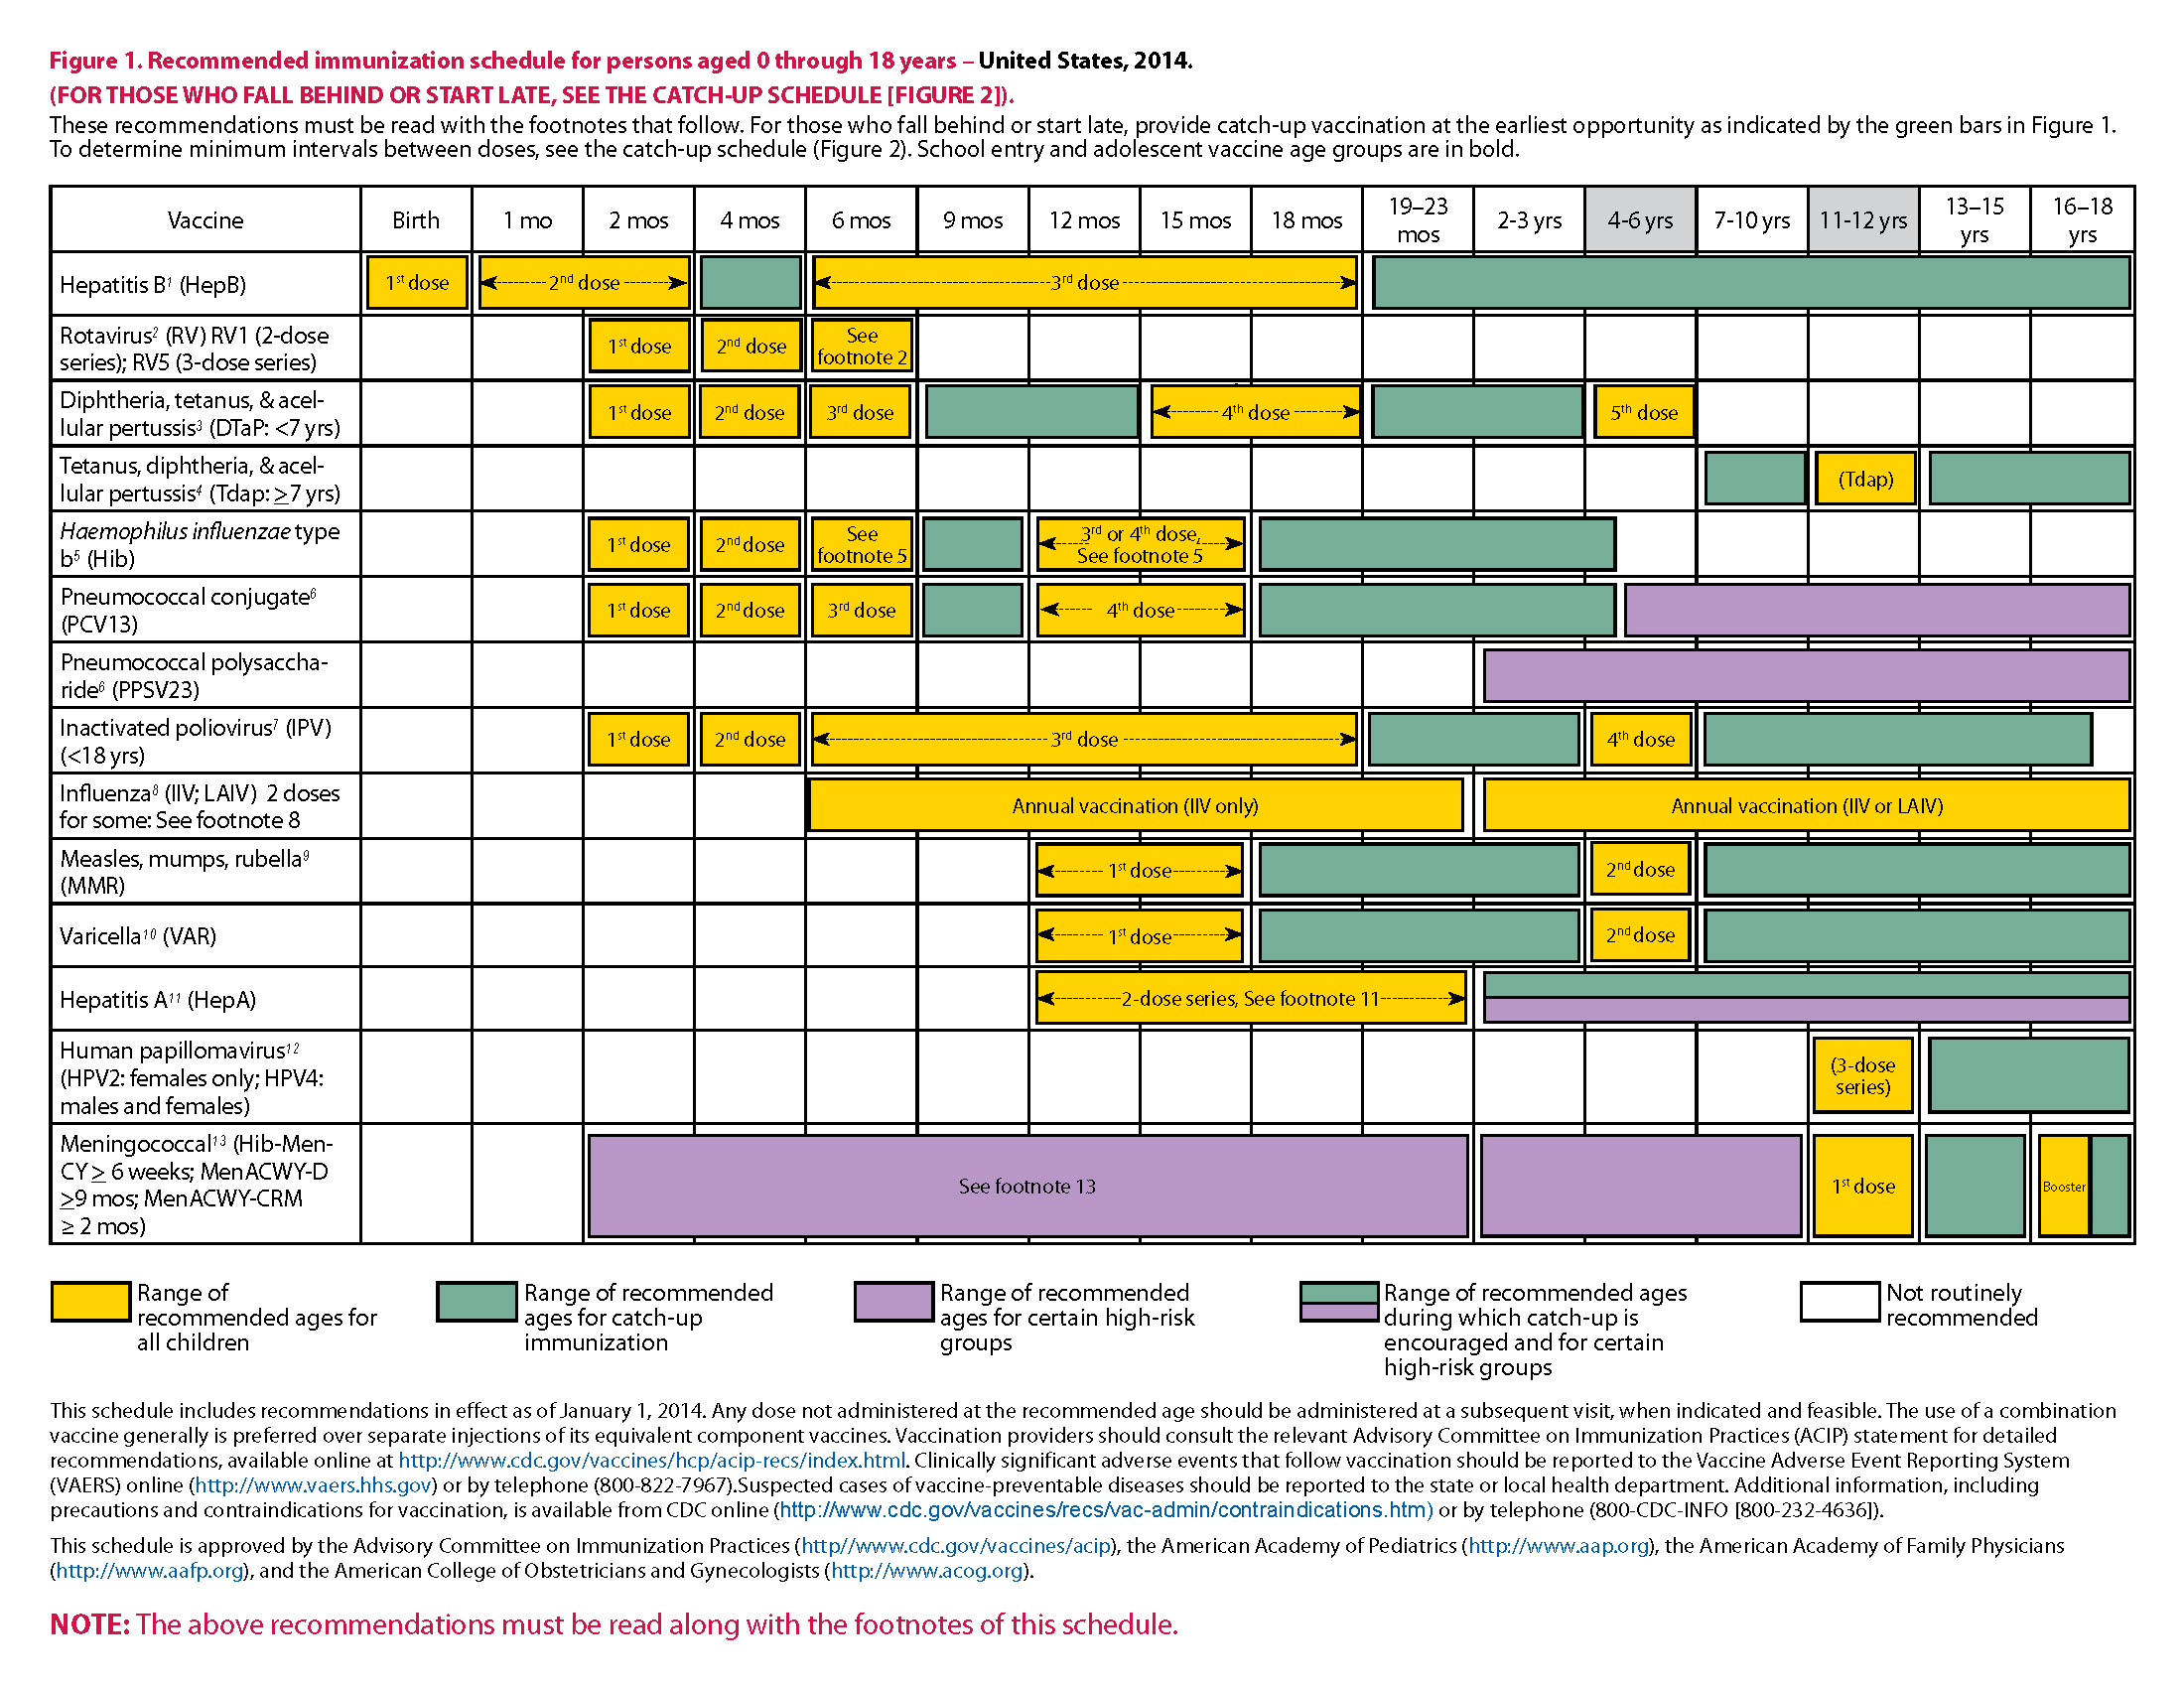 Figure 1. Recommended immunization schedule for persons aged 0 through 18 years – United States, 2014.
(FOR THOSE WHO FALL BEHIND OR START LATE, SEE THE CATCH-UP SCHEDULE [FIGURE 2]).
These recommendations must be read with the footnotes that follow. For those who fall behind or start late, provide catch-up vaccination at the earliest opportunity as indicated by the green bars in Figure 1.
To determine minimum intervals between doses, see the catch-up schedule (Figure 2). School entry and adolescent vaccine age groups are in bold.
Vaccine
Birth
1 mo
2 mos
4 mos
6 mos
9 mos
12 mos
15 mos
18 mos
19–23
mos
2-3 yrs
4-6 yrs
7-10 yrs
11-12 yrs
13–15
yrs
16–18
yrs
Hepatitis B¹ (HepB)
1st dose
2nd dose
3rd dose
Rotavirus² (RV) RV1 (2-dose
series); RV5 (3-dose series)
1st dose
2nd dose
See
footnote 2
Diphtheria, tetanus, & acel-
lular pertussis³ (DTaP: <7 yrs)
1st dose
2nd dose
3rd dose
4th dose
5th dose
Tetanus, diphtheria, & acel-
lular pertussis⁴ (Tdap: ≥7 yrs)
(Tdap)
Haemophilus influenzae type
b⁵ (Hib)
1st dose
2nd dose
See
footnote 5
3rd or 4th dose,
See footnote 5
Pneumococcal conjugate⁶
(PCV13)
1st dose
2nd dose
3rd dose
4th dose
Pneumococcal polysaccha-
ride⁶ (PPSV23)
Inactivated poliovirus⁷ (IPV)
(<18 yrs)
1st dose
2nd dose
3rd dose
4th dose
Influenza⁸ (IIV; LAIV) 2 doses
for some: See footnote 8
Annual vaccination (IIV only)
Annual vaccination (IIV or LAIV)
Measles, mumps, rubella⁹
(MMR)
1st dose
2nd dose
Varicella¹⁰ (VAR)
1st dose
2nd dose
Hepatitis A¹¹ (HepA)
2-dose series, See footnote 11
Human papillomavirus¹²
(HPV2: females only; HPV4:
males and females)
(3-dose
series)
Meningococcal¹³ (Hib-Men-
CY ≥ 6 weeks; MenACWY-D
≥9 mos; MenACWY-CRM
≥ 2 mos)
See footnote 13
1st dose
Booster
Range of
recommended ages for
all children
Range of recommended
ages for catch-up
immunization
Range of recommended
ages for certain high-risk
groups
Range of recommended ages
during which catch-up is
encouraged and for certain
high-risk groups
Not routinely
recommended
This schedule includes recommendations in effect as of January 1, 2014. Any dose not administered at the recommended age should be administered at a subsequent visit, when indicated and feasible. The use of a combination
vaccine generally is preferred over separate injections of its equivalent component vaccines. Vaccination providers should consult the relevant Advisory Committee on Immunization Practices (ACIP) statement for detailed
recommendations, available online at http://www.cdc.gov/vaccines/hcp/acip-recs/index.html. Clinically significant adverse events that follow vaccination should be reported to the Vaccine Adverse Event Reporting System
(VAERS) online (http://www.vaers.hhs.gov) or by telephone (800-822-7967).Suspected cases of vaccine-preventable diseases should be reported to the state or local health department. Additional information, including
precautions and contraindications for vaccination, is available from CDC online (http://www.cdc.gov/vaccines/recs/vac-admin/contraindications.htm) or by telephone (800-CDC-INFO [800-232-4636]).
This schedule is approved by the Advisory Committee on Immunization Practices (http//www.cdc.gov/vaccines/acip), the American Academy of Pediatrics (http://www.aap.org), the American Academy of Family Physicians
(http://www.aafp.org), and the American College of Obstetricians and Gynecologists (http://www.acog.org).
NOTE: The above recommendations must be read along with the footnotes of this schedule.